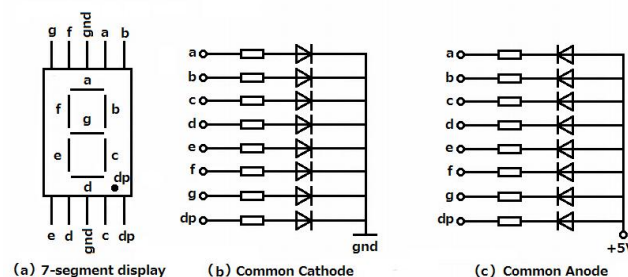 g f gnd a b
a
f b
g
e c
d dp
e d gnd c dp
(a) 7-segment display
a
b
c
d
e
f
g
dp
gnd
(b) Common Cathode
a
b
c
d
e
f
g
dp
+5V
(c) Common Anode